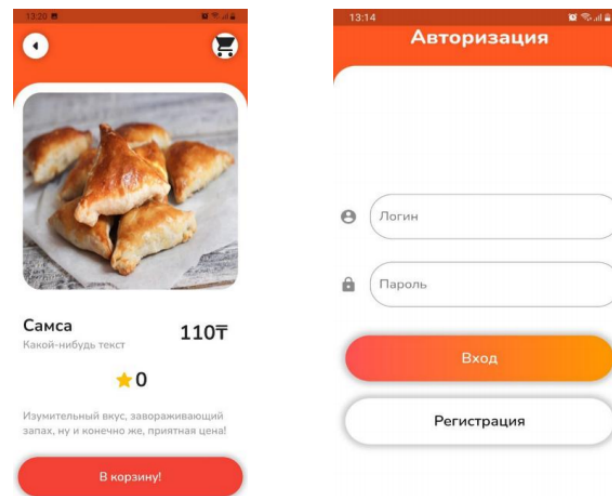 13:20
Самса
Какой-нибудь текст
110₸
0
Изумительный вкус, завораживающий
запах, ну и конечно же, приятная цена!
В корзину!
13:14
Авторизация
Логин
Пароль
Вход
Регистрация